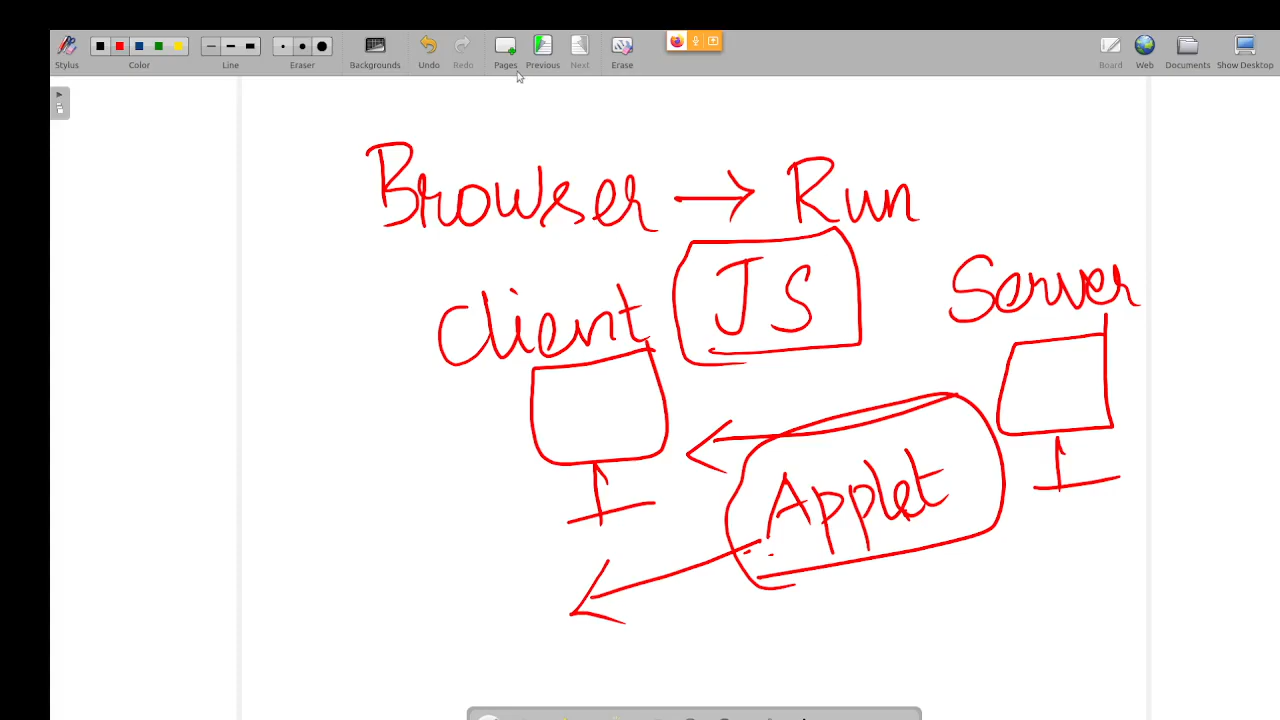 Stylus Color Line Eraser Backgrounds Undo Redo Pages Previous Next Erase Board Web Documents Show Desktop
Browser → Run
Client JS Server
Applet